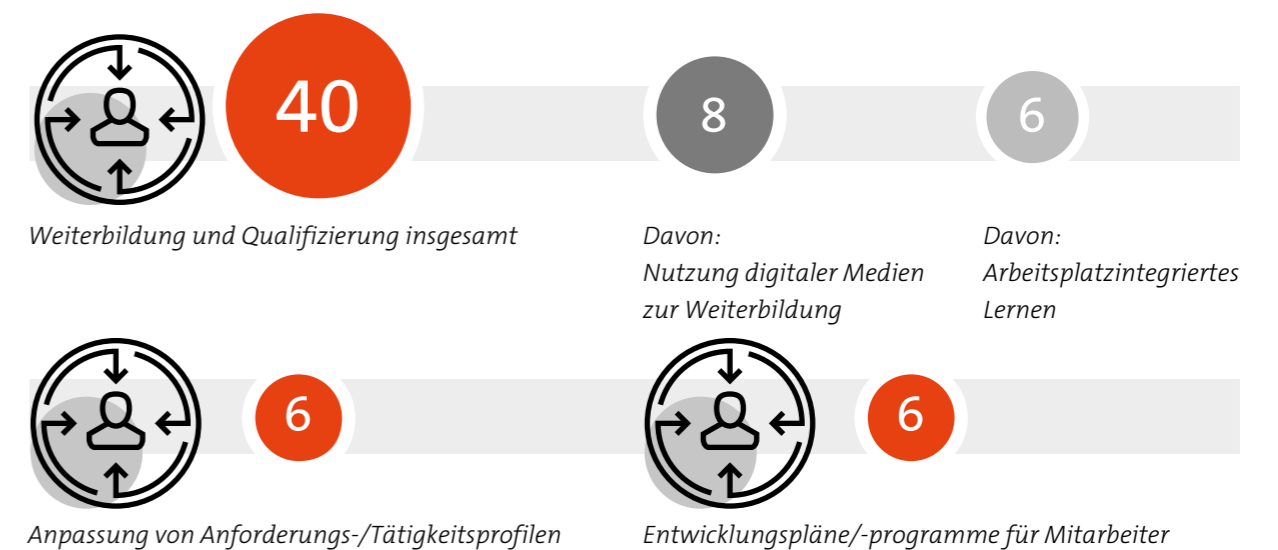 40
8
6
Weiterbildung und Qualifizierung insgesamt
Davon:
Nutzung digitaler Medien
zur Weiterbildung
Davon:
Arbeitsplatzintegriertes
Lernen
6
6
Anpassung von Anforderungs-/Tätigkeitsprofilen
Entwicklungspläne/-programme für Mitarbeiter